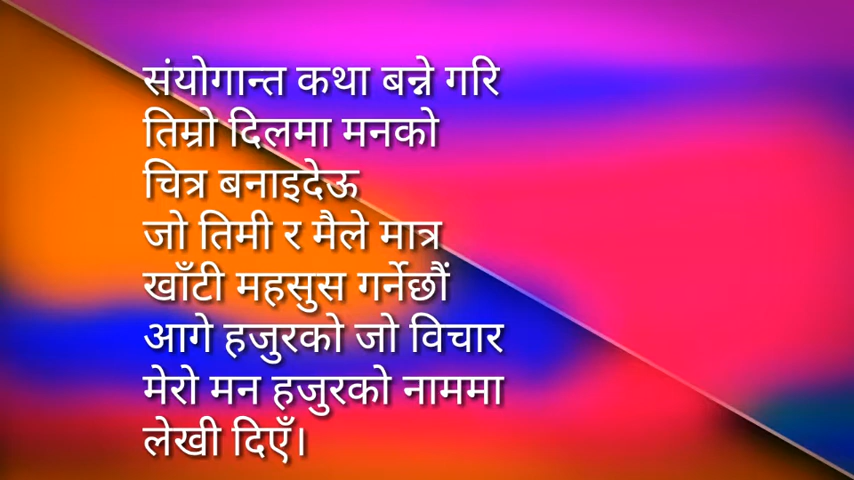 संयोगान्त कथा बन्ने गरि
तिम्रो दिलमा मनको
चित्र बनाइदेऊ
जो तिमी र मैले मात्र
खाँटी महसुस गर्नेछौं
आगे हजुरको जो विचार
मेरो मन हजुरको नाममा
लेखी दिएँ।